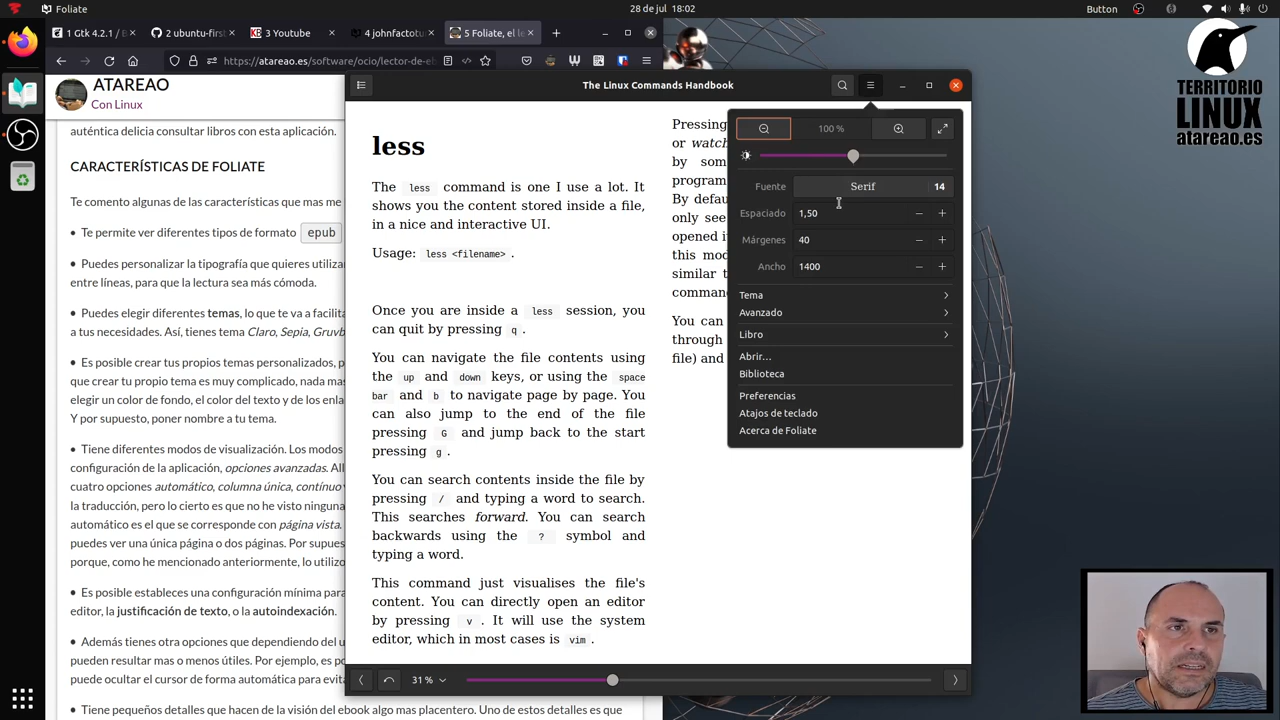 Foliate
28 de jul 18:02
Button
1 Gtk 4.2.1 / B
2 ubuntu-first
3 Youtube
4 johnfactotu
5 Foliate, el le
https://atareao.es/software/ocio/lector-de-el
ATAREAO
Con Linux
auténtica delicia consultar libros con esta aplicación.
CARACTERÍSTICAS DE FOLIATE
Te comento algunas de las características que mas me
• Te permite ver diferentes tipos de formato epub
• Puedes personalizar la tipografía que quieres utilizar
entre líneas, para que la lectura sea más cómoda.
• Puedes elegir diferentes temas, lo que te va a facilita
a tus necesidades. Así, tienes tema Claro, Sepia, Gruvb
• Es posible crear tus propios temas personalizados, p
que crear tu propio tema es muy complicado, nada mas
elegir un color de fondo, el color del texto y de los enla
Y por supuesto, poner nombre a tu tema.
• Tiene diferentes modos de visualización. Los modos
configuración de la aplicación, opciones avanzadas. All
cuatro opciones automático, columna única, contínuo
la traducción, pero lo cierto es que no he visto ninguna
automático es el que se corresponde con página vista.
puedes ver una única página o dos páginas. Por supues
porque, como he mencionado anteriormente, lo utilizo
• Es posible estableces una configuración mínima para
editor, la justificación de texto, o la autoindexación.
• Además tienes otra opciones que dependiendo del u
pueden resultar mas o menos útiles. Por ejemplo, es po
puede ocultar el cursor de forma automática para evita
• Tiene pequeños detalles que hacen de la visión del ebook algo mas placentero. Uno de estos detalles es que
The Linux Commands Handbook
less
The less command is one I use a lot. It
shows you the content stored inside a file,
in a nice and interactive UI.
Usage: less <filename> .
Once you are inside a less session, you
can quit by pressing q .
You can navigate the file contents using
the up and down keys, or using the space
bar and b to navigate page by page. You
can also jump to the end of the file
pressing G and jump back to the start
pressing g .
You can search contents inside the file by
pressing / and typing a word to search.
This searches forward. You can search
backwards using the ? symbol and
typing a word.
This command just visualises the file's
content. You can directly open an editor
by pressing v . It will use the system
editor, which in most cases is vim .
Pressing
or watch
by som
program
By defau
only see
opened i
this mod
similar t
comman
You can
through
file) and
100 %
Fuente Serif 14
Espaciado 1,50 − +
Márgenes 40 − +
Ancho 1400 − +
Tema
Avanzado
Libro
Abrir...
Biblioteca
Preferencias
Atajos de teclado
Acerca de Foliate
31 %
TERRITORIO
LINUX
atareao.es